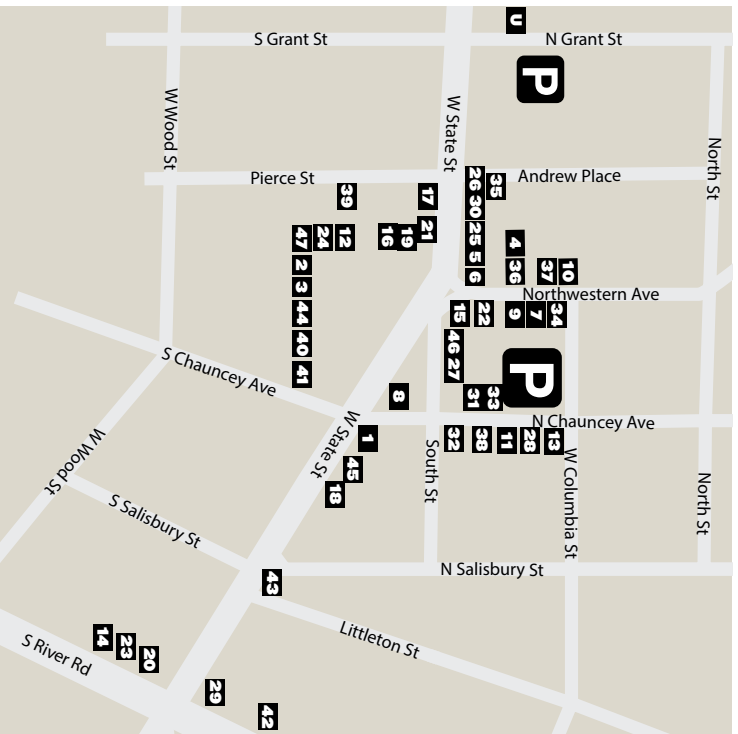 U
S Grant St
N Grant St
P
W Wood St
W State St
North St
Pierce St
Andrew Place
39
17
26
30
35
47
24
12
16
19
21
25
5
6
4
36
37
10
2
3
44
40
41
Northwestern Ave
15
22
9
7
34
46
27
P
S Chauncey Ave
8
31
33
N Chauncey Ave
W State St
1
45
18
32
38
11
28
13
South St
W Columbia St
North St
W Wood St
S Salisbury St
N Salisbury St
43
Littleton St
14
23
20
S River Rd
29
42